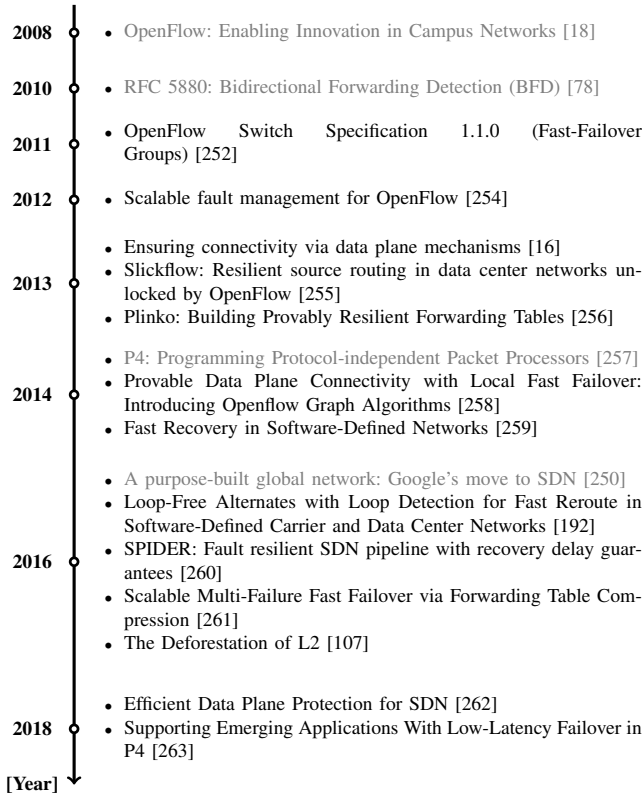 2008 • OpenFlow: Enabling Innovation in Campus Networks [18]
2010 • RFC 5880: Bidirectional Forwarding Detection (BFD) [78]
2011 • OpenFlow Switch Specification 1.1.0 (Fast-Failover
Groups) [252]
2012 • Scalable fault management for OpenFlow [254]
• Ensuring connectivity via data plane mechanisms [16]
2013 • Slickflow: Resilient source routing in data center networks un-
locked by OpenFlow [255]
• Plinko: Building Provably Resilient Forwarding Tables [256]
• P4: Programming Protocol-independent Packet Processors [257]
2014 • Provable Data Plane Connectivity with Local Fast Failover:
Introducing Openflow Graph Algorithms [258]
• Fast Recovery in Software-Defined Networks [259]
• A purpose-built global network: Google's move to SDN [250]
• Loop-Free Alternates with Loop Detection for Fast Reroute in
Software-Defined Carrier and Data Center Networks [192]
2016 • SPIDER: Fault resilient SDN pipeline with recovery delay guar-
antees [260]
• Scalable Multi-Failure Fast Failover via Forwarding Table Com-
pression [261]
• The Deforestation of L2 [107]
• Efficient Data Plane Protection for SDN [262]
2018 • Supporting Emerging Applications With Low-Latency Failover in
P4 [263]
[Year]